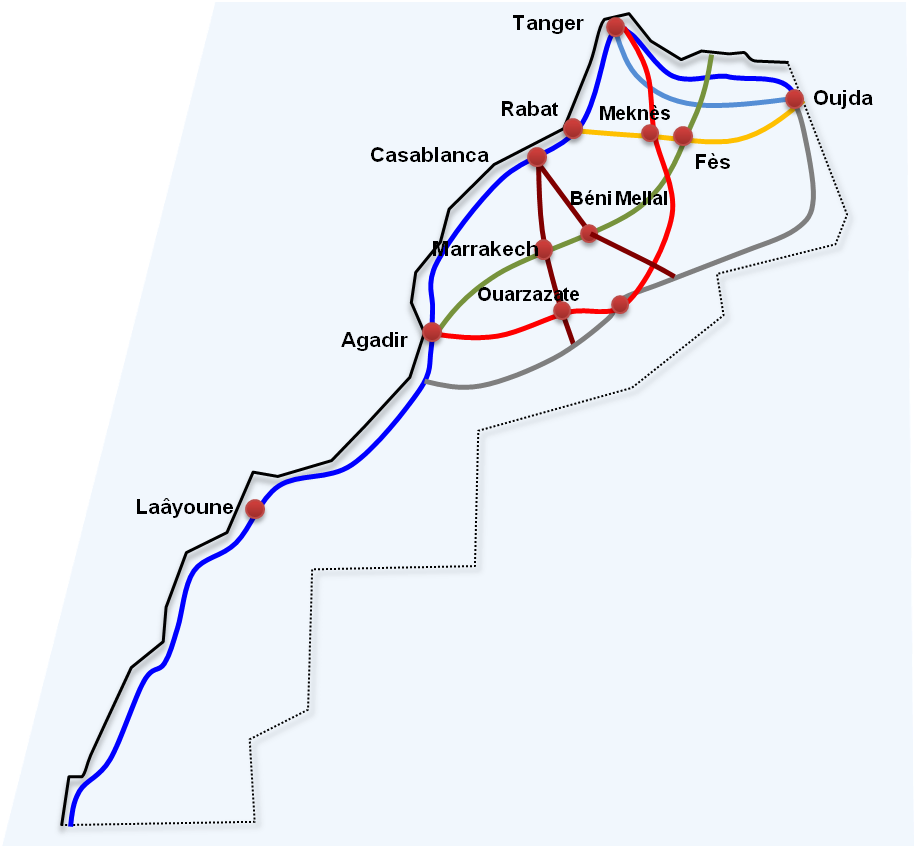 Tanger
Oujda
Rabat
Meknès
Casablanca
Fès
Béni Mellal
Marrakech
Ouarzazate
Agadir
Laâyoune